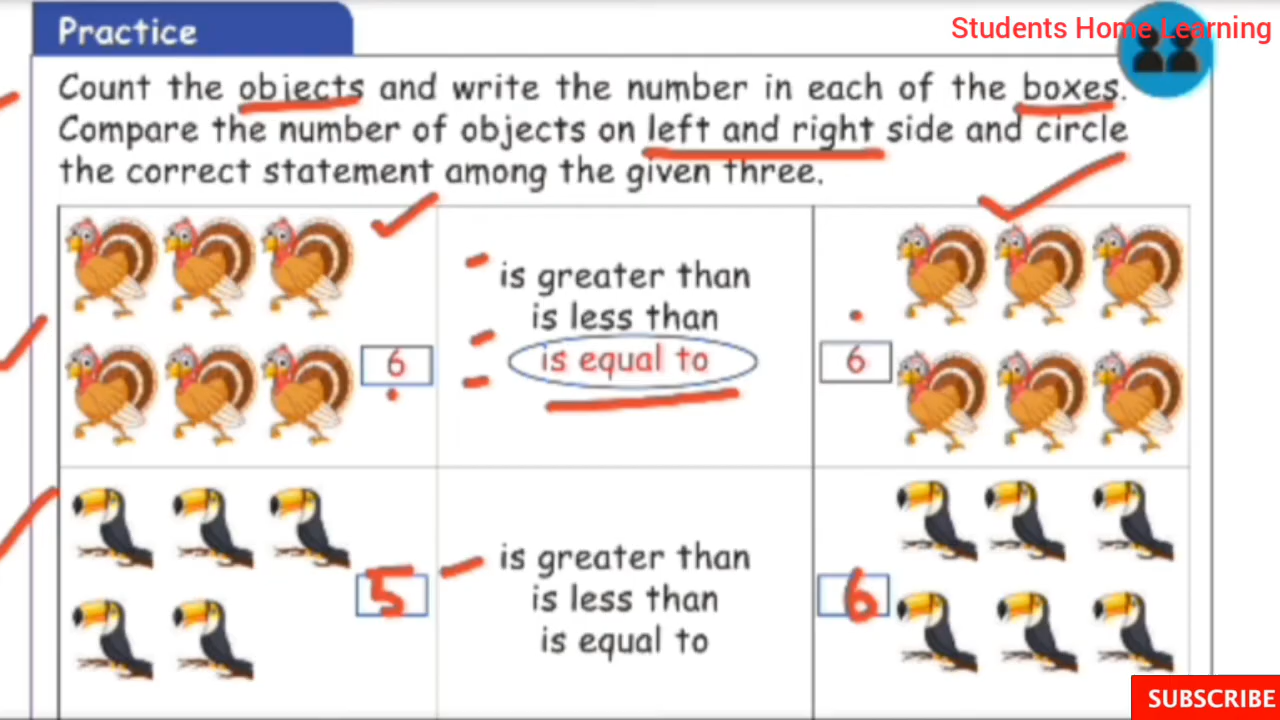 Practice
Students Home Learning
Count the objects and write the number in each of the boxes.
Compare the number of objects on left and right side and circle
the correct statement among the given three.
is greater than
is less than
6
is equal to
6
is greater than
5
is less than
6
is equal to
SUBSCRIBE